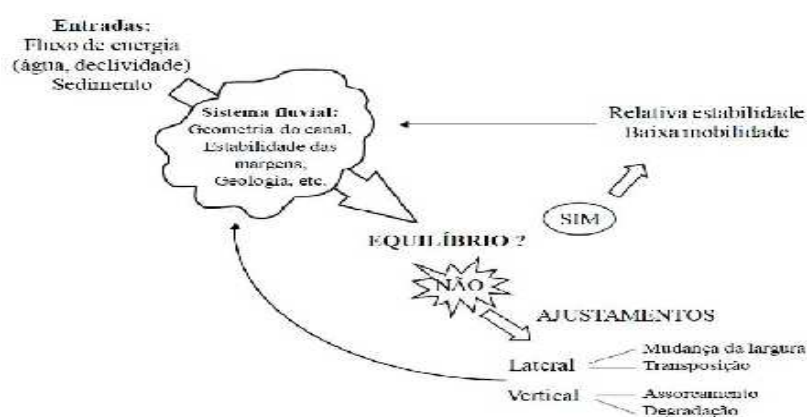 Entradas:
Fluxo de energia
(água, declividade)
Sedimento
Sistema fluvial:
Geometria do canal,
Estabilidade das
margens,
Geologia, etc.
Relativa estabilidade
Baixa mobilidade
SIM
EQUILÍBRIO ?
NÃO
AJUSTAMENTOS
Lateral
Mudança da largura
Transposição
Vertical
Assoreamento
Degradação